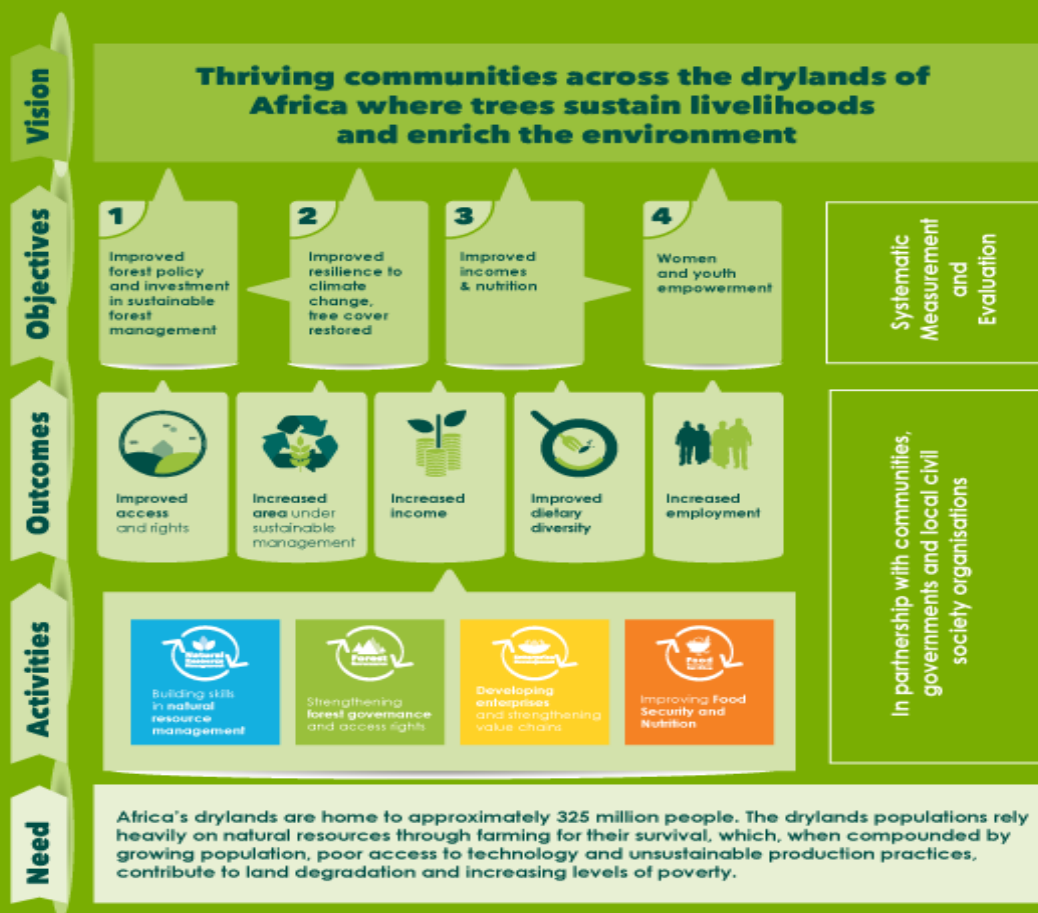 Vision
Thriving communities across the drylands of
Africa where trees sustain livelihoods
and enrich the environment
Objectives
1
Improved
forest policy
and investment
in sustainable
forest
management
2
Improved
resilience to
climate
change,
tree cover
restored
3
Improved
incomes
& nutrition
4
Women
and youth
empowerment
Systematic
Measurement
and
Evaluation
Outcomes
Improved
access
and rights
Increased
area under
sustainable
management
Increased
income
Improved
dietary
diversity
Increased
employment
In partnership with communities,
governments and local civil
society organisations
Activities
Natural
Resource
Management
Building skills
in natural
resource
management
Forest
Strengthening
forest governance
and access rights
Developing
enterprises
and strengthening
value chains
Food
Improving Food
Security and
Nutrition
Need
Africa's drylands are home to approximately 325 million people. The drylands populations rely
heavily on natural resources through farming for their survival, which, when compounded by
growing population, poor access to technology and unsustainable production practices,
contribute to land degradation and increasing levels of poverty.